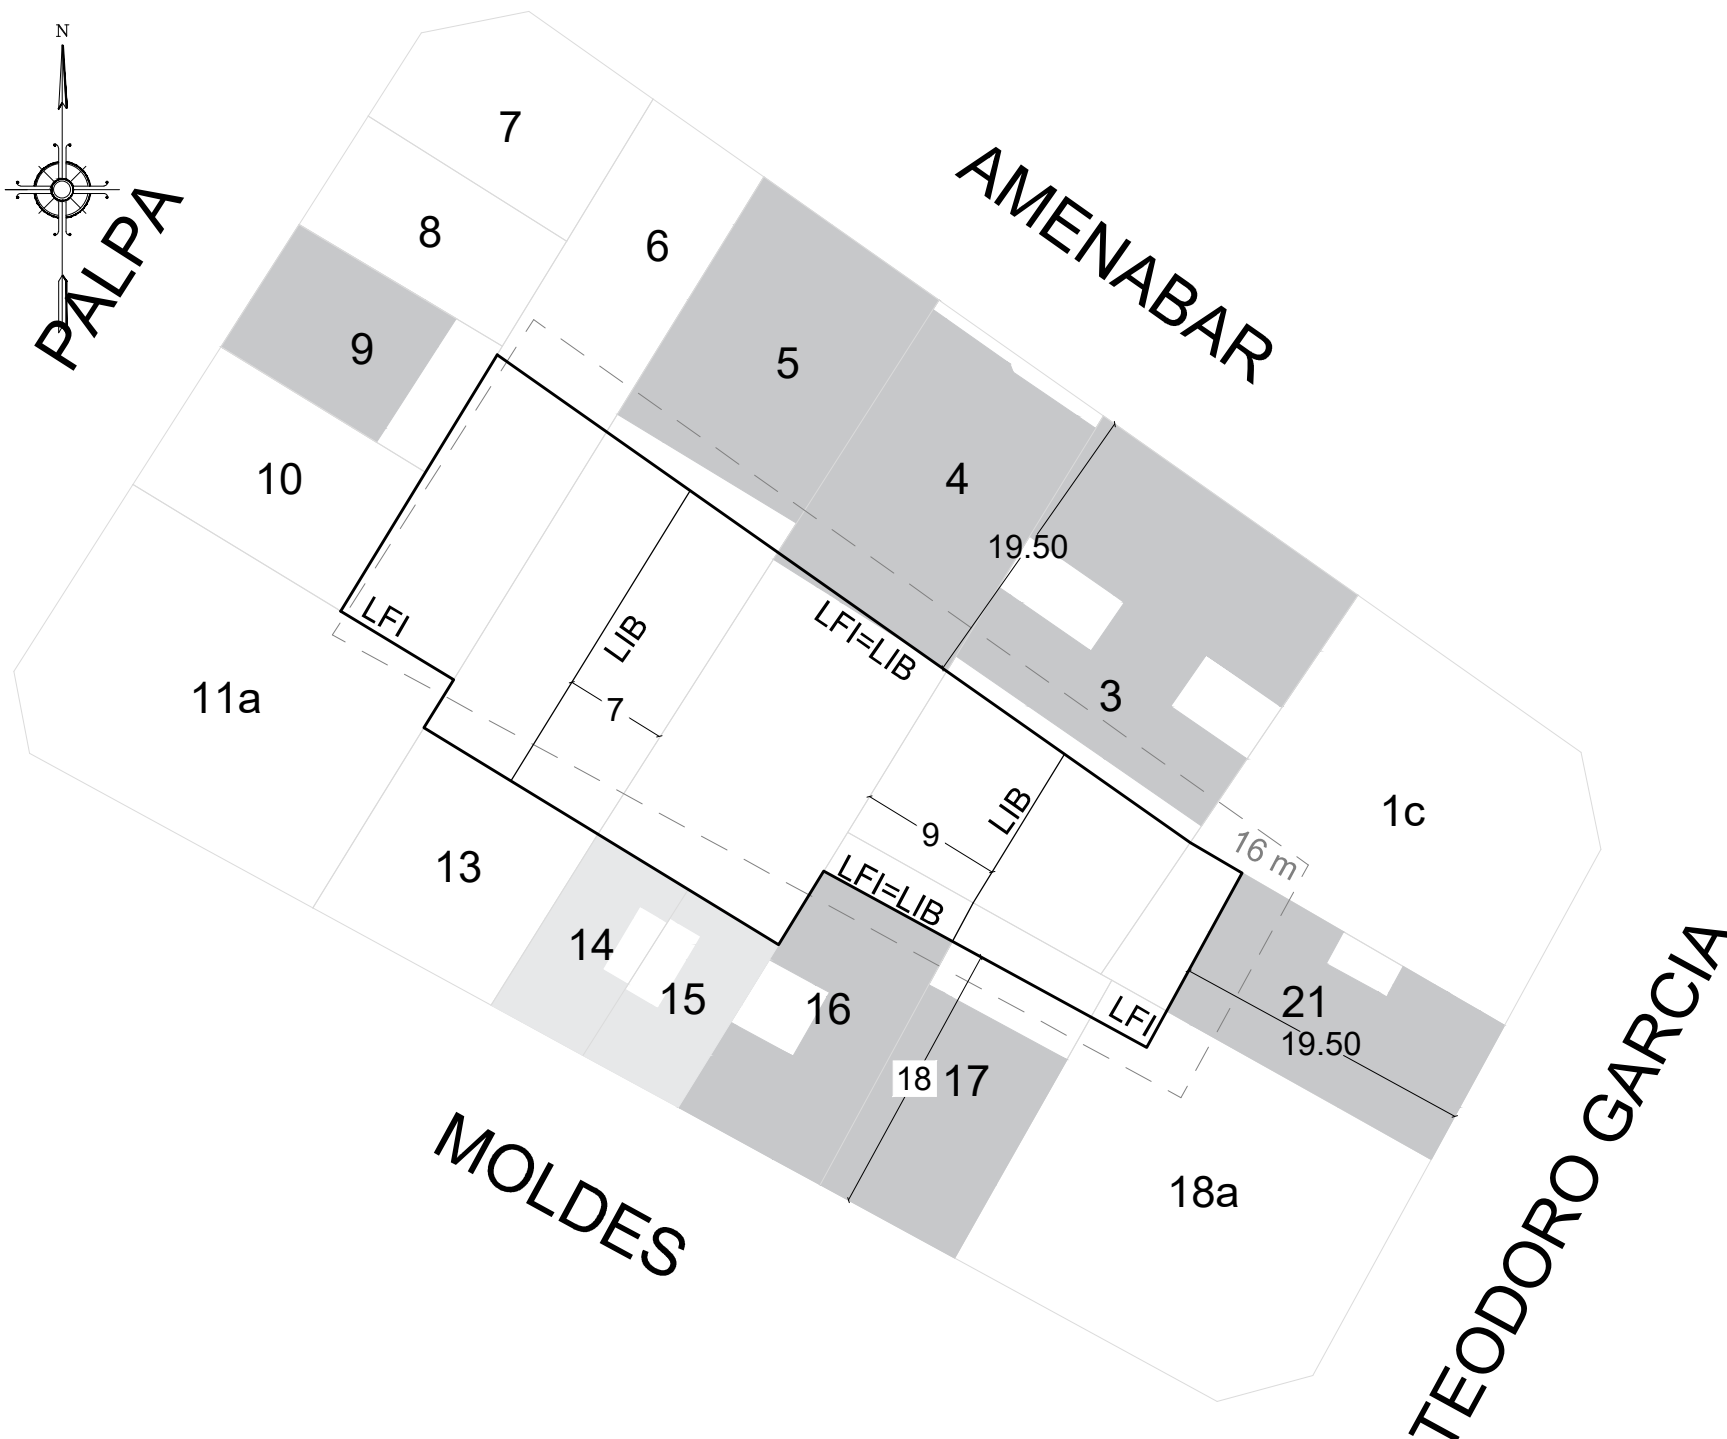 N
7
AMENABAR
PALPA
8
6
9
5
10
4
19.50
LFI
LIB
LFI=LIB
11a
7
3
LIB
9
1c
16 m
13
LFI=LIB
14
15
16
21
LFI
19.50
18
17
MOLDES
18a
TEODORO GARCIA